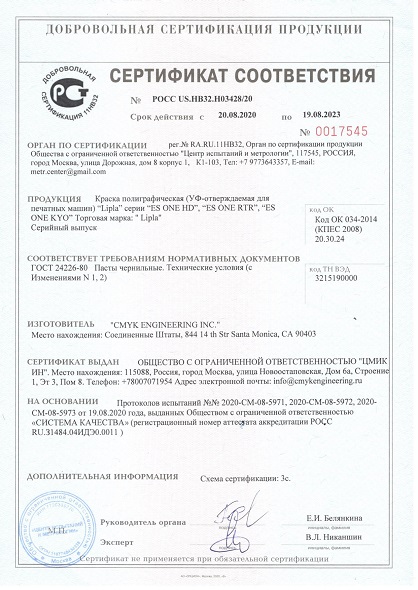 ДОБРОВОЛЬНАЯ СЕРТИФИКАЦИЯ ПРОДУКЦИИ
ДОБРОВОЛЬНАЯ
СЕРТИФИКАЦИЯ 11НВ32
СЕРТИФИКАТ СООТВЕТСТВИЯ
№ РОСС US.НВ32.Н03428/20
Срок действия с 20.08.2020 по 19.08.2023
№ 0017545
ОРГАН ПО СЕРТИФИКАЦИИ рег.№ RA.RU.11НВ32, Орган по сертификации продукции
Общества с ограниченной ответственностью "Центр испытаний и метрологии", 117545, РОССИЯ,
город Москва, улица Дорожная, дом 8 корпус 1, К1-103, Тел: +7 9773643357, E-mail:
metr.center@gmail.com
ПРОДУКЦИЯ Краска полиграфическая (УФ-отверждаемая для
печатных машин) “Lipla” серии “ES ONE HD”, “ES ONE RTR”, “ES
ONE KYO” Торговая марка: " Lipla"
Серийный выпуск
код ОК
Код ОК 034-2014
(КПЕС 2008)
20.30.24
СООТВЕТСТВУЕТ ТРЕБОВАНИЯМ НОРМАТИВНЫХ ДОКУМЕНТОВ
ГОСТ 24226-80 Пасты чернильные. Технические условия (с
Изменениями N 1, 2)
код ТН ВЭД
3215190000
ИЗГОТОВИТЕЛЬ "CMYK ENGINEERING INC."
Место нахождения: Соединенные Штаты, 844 14 th Str Santa Monica, CA 90403
СЕРТИФИКАТ ВЫДАН ОБЩЕСТВО С ОГРАНИЧЕННОЙ ОТВЕТСТВЕННОСТЬЮ "ЦМИК
ИН". Место нахождения: 115088, Россия, город Москва, улица Новоостаповская, Дом 6а, Строение
1, Эт 3, Пом 8. Телефон: +78007071954 Адрес электронной почты: info@cmykengineering.ru
НА ОСНОВАНИИ Протоколов испытаний №№ 2020-СМ-08-5971, 2020-СМ-08-5972, 2020-
СМ-08-5973 от 19.08.2020 года, выданных Обществом с ограниченной ответственностью
«СИСТЕМА КАЧЕСТВА» (регистрационный номер аттестата аккредитации РОСС
RU.31484.04ИДЭ0.0011 )
ДОПОЛНИТЕЛЬНАЯ ИНФОРМАЦИЯ Схема сертификации: 3с.
М.П.
Руководитель органа
подпись
Е.И. Белянкина
инициалы, фамилия
Эксперт
подпись
В.Л. Никаншин
инициалы, фамилия
Сертификат не применяется при обязательной сертификации